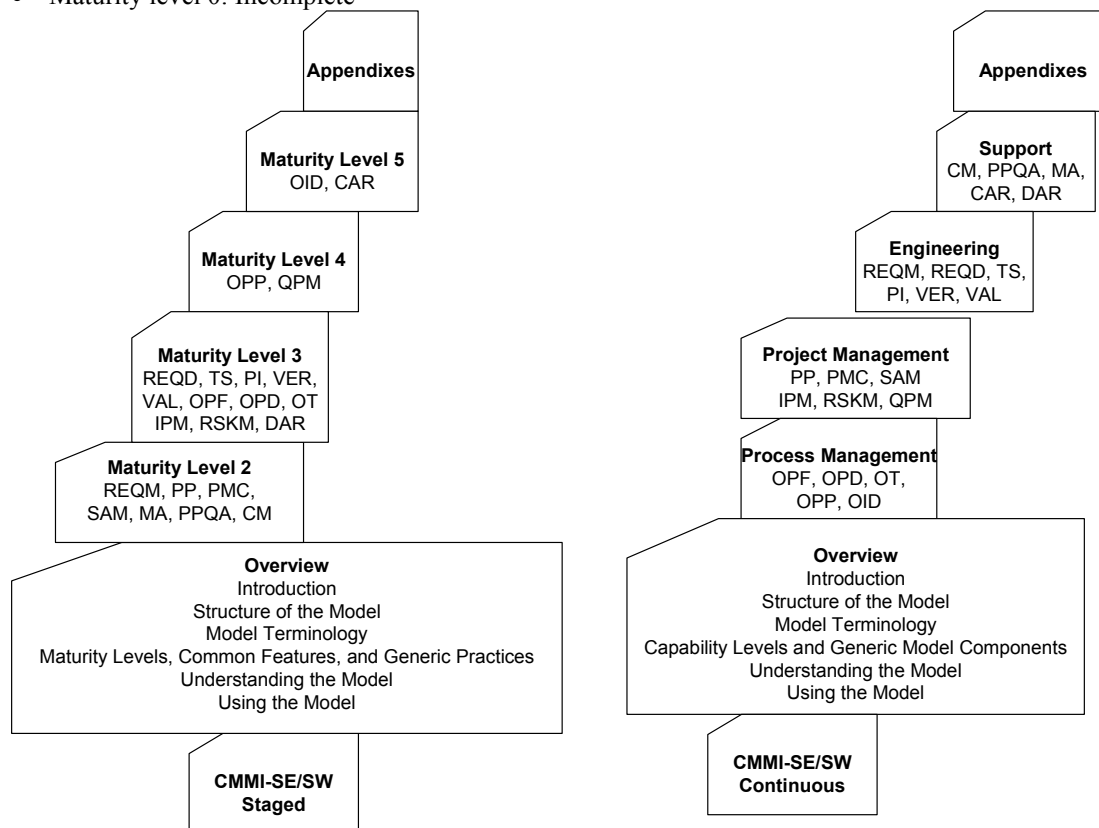 • Maturity level 0: Incomplete
Appendixes
Maturity Level 5
OID, CAR
Maturity Level 4
OPP, QPM
Maturity Level 3
REQD, TS, PI, VER,
VAL, OPF, OPD, OT
IPM, RSKM, DAR
Maturity Level 2
REQM, PP, PMC,
SAM, MA, PPQA, CM
Overview
Introduction
Structure of the Model
Model Terminology
Maturity Levels, Common Features, and Generic Practices
Understanding the Model
Using the Model
CMMI-SE/SW
Staged
Appendixes
Support
CM, PPQA, MA,
CAR, DAR
Engineering
REQM, REQD, TS,
PI, VER, VAL
Project Management
PP, PMC, SAM
IPM, RSKM, QPM
Process Management
OPF, OPD, OT,
OPP, OID
Overview
Introduction
Structure of the Model
Model Terminology
Capability Levels and Generic Model Components
Understanding the Model
Using the Model
CMMI-SE/SW
Continuous